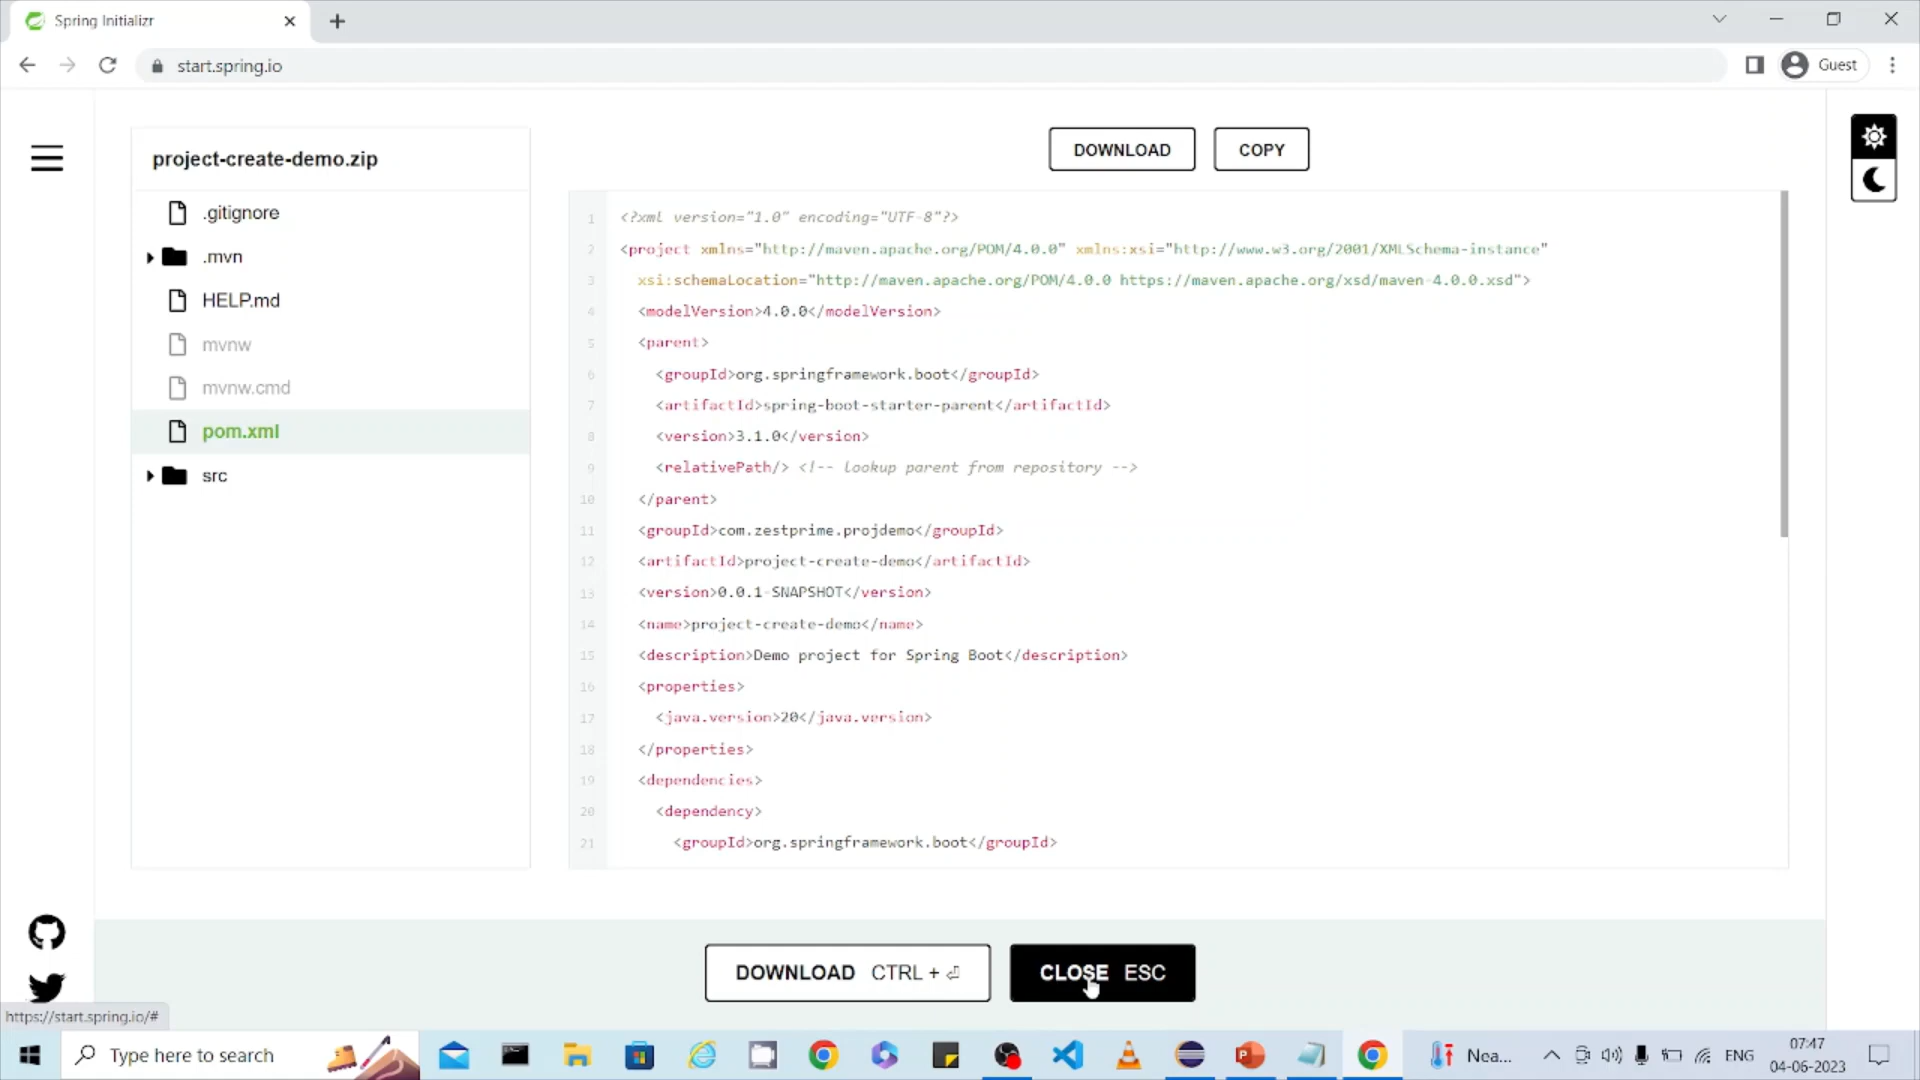 Spring Initializr
start.spring.io
Guest
project-create-demo.zip
DOWNLOAD
COPY
.gitignore
.mvn
HELP.md
mvnw
mvnw.cmd
pom.xml
src
1 <?xml version="1.0" encoding="UTF-8"?>
2 <project xmlns="http://maven.apache.org/POM/4.0.0" xmlns:xsi="http://www.w3.org/2001/XMLSchema-instance"
3 xsi:schemaLocation="http://maven.apache.org/POM/4.0.0 https://maven.apache.org/xsd/maven-4.0.0.xsd">
4 <modelVersion>4.0.0</modelVersion>
5 <parent>
6 <groupId>org.springframework.boot</groupId>
7 <artifactId>spring-boot-starter-parent</artifactId>
8 <version>3.1.0</version>
9 <relativePath/> <!-- lookup parent from repository -->
10 </parent>
11 <groupId>com.zestprime.projdemo</groupId>
12 <artifactId>project-create-demo</artifactId>
13 <version>0.0.1-SNAPSHOT</version>
14 <name>project-create-demo</name>
15 <description>Demo project for Spring Boot</description>
16 <properties>
17 <java.version>20</java.version>
18 </properties>
19 <dependencies>
20 <dependency>
21 <groupId>org.springframework.boot</groupId>
DOWNLOAD CTRL + ⏎
CLOSE ESC
https://start.spring.io/#
Type here to search
Nea...
ENG
07:47
04-06-2023